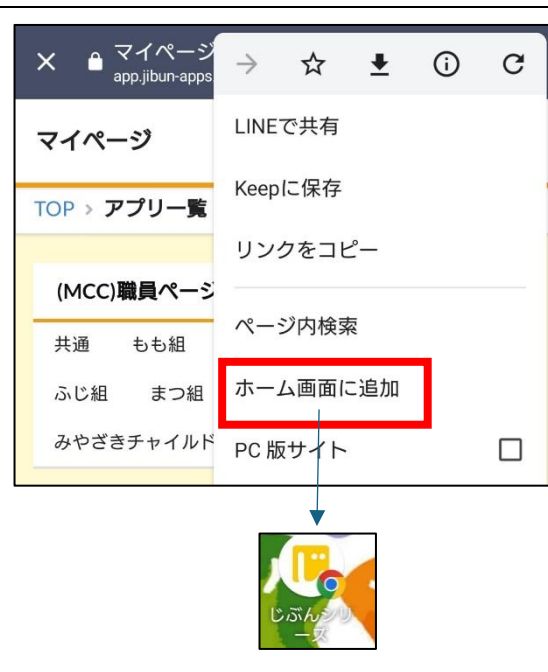 マイページ
app.jibun-apps
マイページ
TOP > アプリ一覧
(MCC)職員ページ
共通 もも組
ふじ組 まつ組
みやざきチャイルド
LINEで共有
Keepに保存
リンクをコピー
ページ内検索
ホーム画面に追加
PC 版サイト
じぶんシリ
ーズ